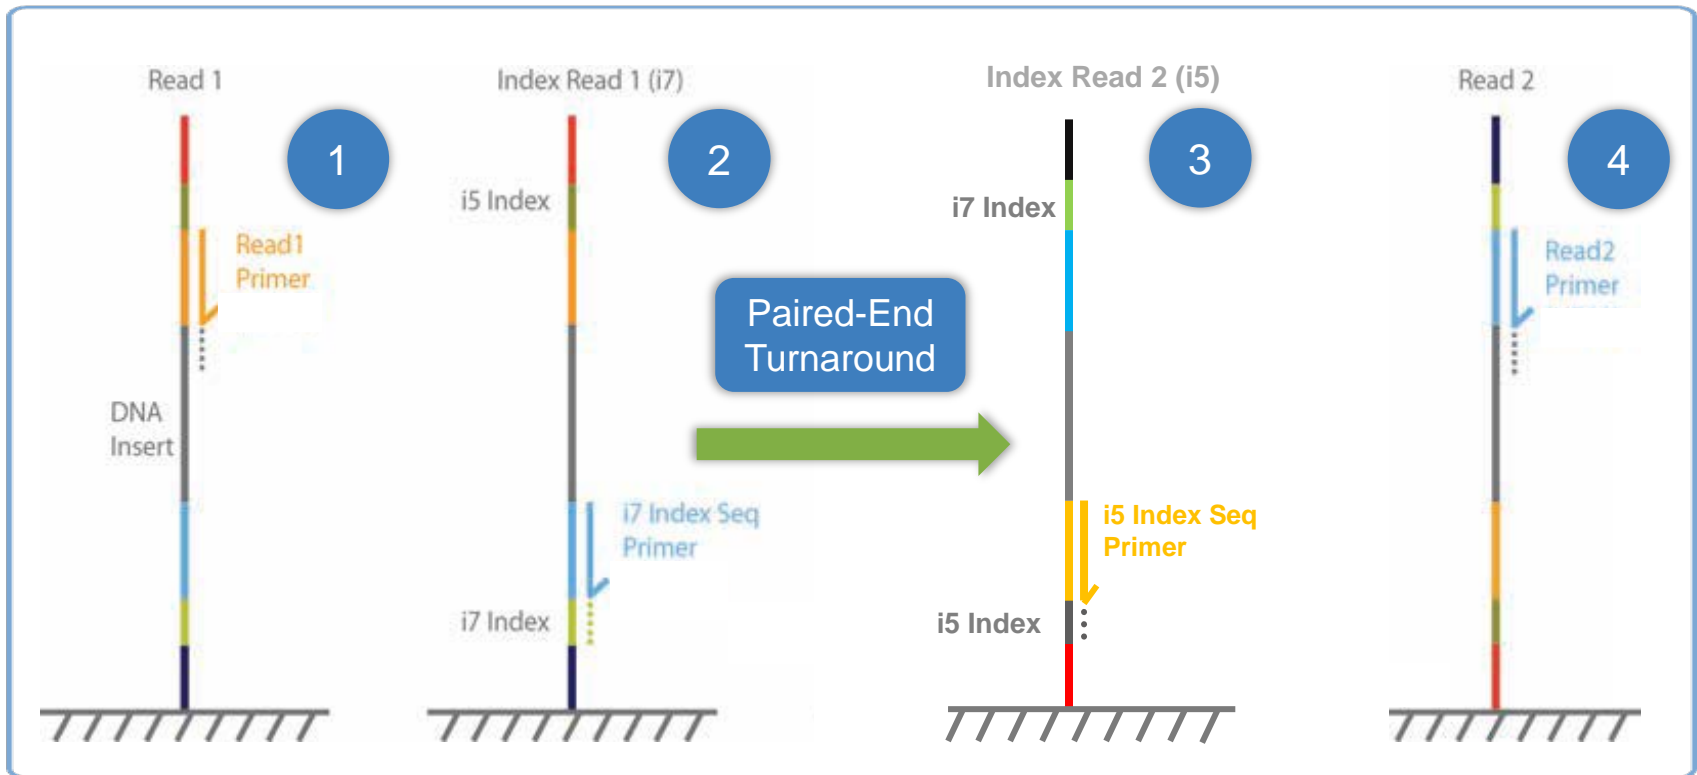 Read 1
1
Read1
Primer
DNA
Insert
Index Read 1 (i7)
2
i5 Index
i7 Index Seq
Primer
i7 Index
Paired-End
Turnaround
Index Read 2 (i5)
3
i7 Index
i5 Index Seq
Primer
i5 Index
Read 2
4
Read2
Primer